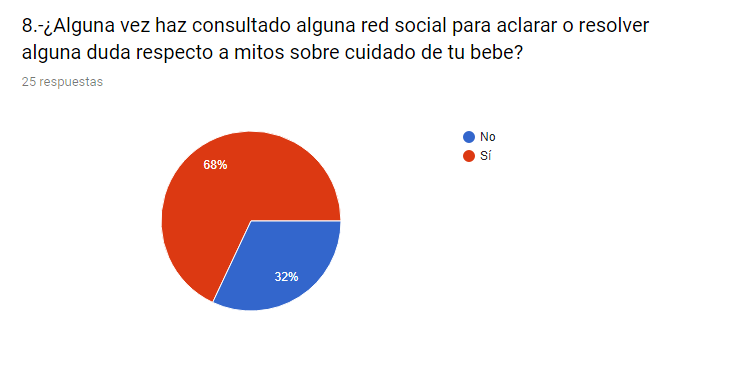 8.-¿Alguna vez haz consultado alguna red social para aclarar o resolver
alguna duda respecto a mitos sobre cuidado de tu bebe?
25 respuestas
No
Sí
68%
32%